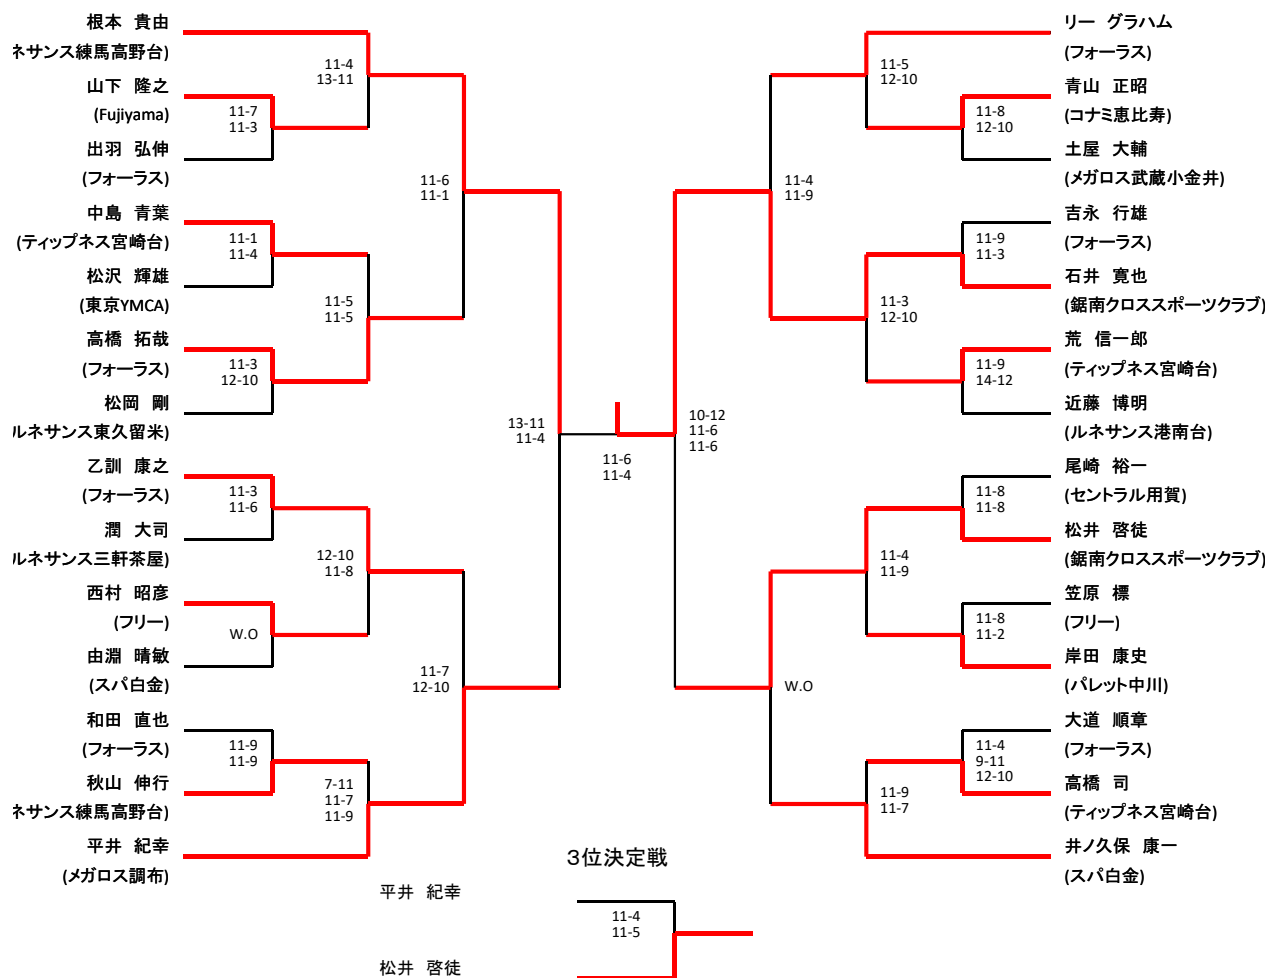 根本　貴由
ネサンス練馬高野台)
11-4
13-11
山下　隆之
(Fujiyama)
11-7
11-3
出羽　弘伸
(フォーラス)
11-6
11-1
中島　青葉
(ティップネス宮崎台)
11-1
11-4
松沢　輝雄
(東京YMCA)
11-5
11-5
高橋　拓哉
(フォーラス)
11-3
12-10
松岡　剛
ルネサンス東久留米)
13-11
11-4
乙訓　康之
(フォーラス)
11-3
11-6
潤　大司
ルネサンス三軒茶屋)
12-10
11-8
西村　昭彦
(フリー)
W.O
由淵　晴敏
(スパ白金)
11-7
12-10
和田　直也
(フォーラス)
11-9
11-9
秋山　伸行
ネサンス練馬高野台)
7-11
11-7
11-9
平井　紀幸
(メガロス調布)
11-6
11-4
リー　グラハム
(フォーラス)
11-5
12-10
青山　正昭
(コナミ恵比寿)
11-8
12-10
土屋　大輔
(メガロス武蔵小金井)
11-4
11-9
吉永　行雄
(フォーラス)
11-9
11-3
石井　寛也
(鋸南クロススポーツクラブ)
11-3
12-10
荒　信一郎
(ティップネス宮崎台)
11-9
14-12
近藤　博明
(ルネサンス港南台)
10-12
11-6
11-6
尾崎　裕一
(セントラル用賀)
11-8
11-8
松井　啓徒
(鋸南クロススポーツクラブ)
11-4
11-9
笠原　標
(フリー)
11-8
11-2
岸田　康史
(パレット中川)
W.O
大道　順章
(フォーラス)
11-4
9-11
12-10
高橋　司
(ティップネス宮崎台)
11-9
11-7
井ノ久保　康一
(スパ白金)
3位決定戦
平井　紀幸
11-4
11-5
松井　啓徒